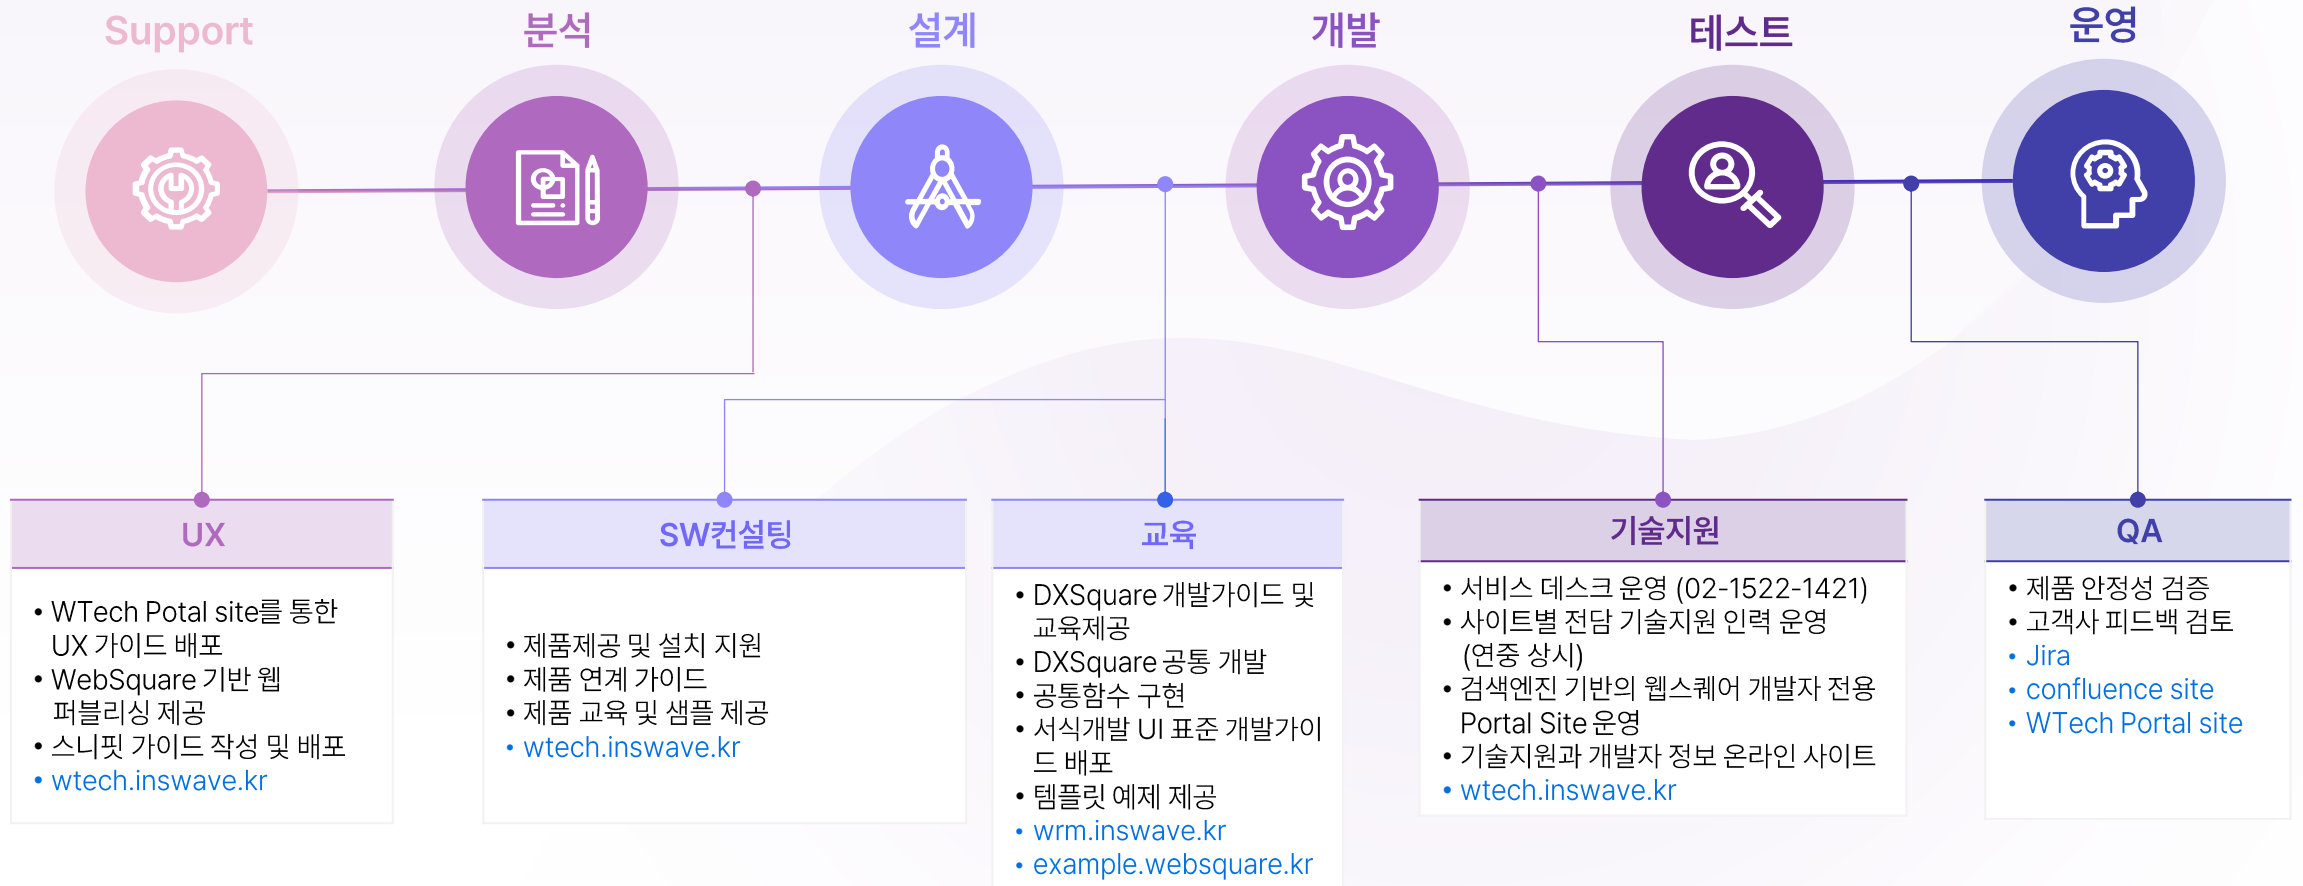 Support
분석
설계
개발
테스트
운영
UX
• WTech Potal site를 통한
UX 가이드 배포
• WebSquare 기반 웹
퍼블리싱 제공
• 스니핏 가이드 작성 및 배포
• wtech.inswave.kr
SW컨설팅
• 제품제공 및 설치 지원
• 제품 연계 가이드
• 제품 교육 및 샘플 제공
• wtech.inswave.kr
교육
• DXSquare 개발가이드 및
교육제공
• DXSquare 공통 개발
• 공통함수 구현
• 서식개발 UI 표준 개발가이
드 배포
• 템플릿 예제 제공
• wrm.inswave.kr
• example.websquare.kr
기술지원
• 서비스 데스크 운영 (02-1522-1421)
• 사이트별 전담 기술지원 인력 운영
(연중 상시)
• 검색엔진 기반의 웹스퀘어 개발자 전용
Portal Site 운영
• 기술지원과 개발자 정보 온라인 사이트
• wtech.inswave.kr
QA
• 제품 안정성 검증
• 고객사 피드백 검토
• Jira
• confluence site
• WTech Portal site